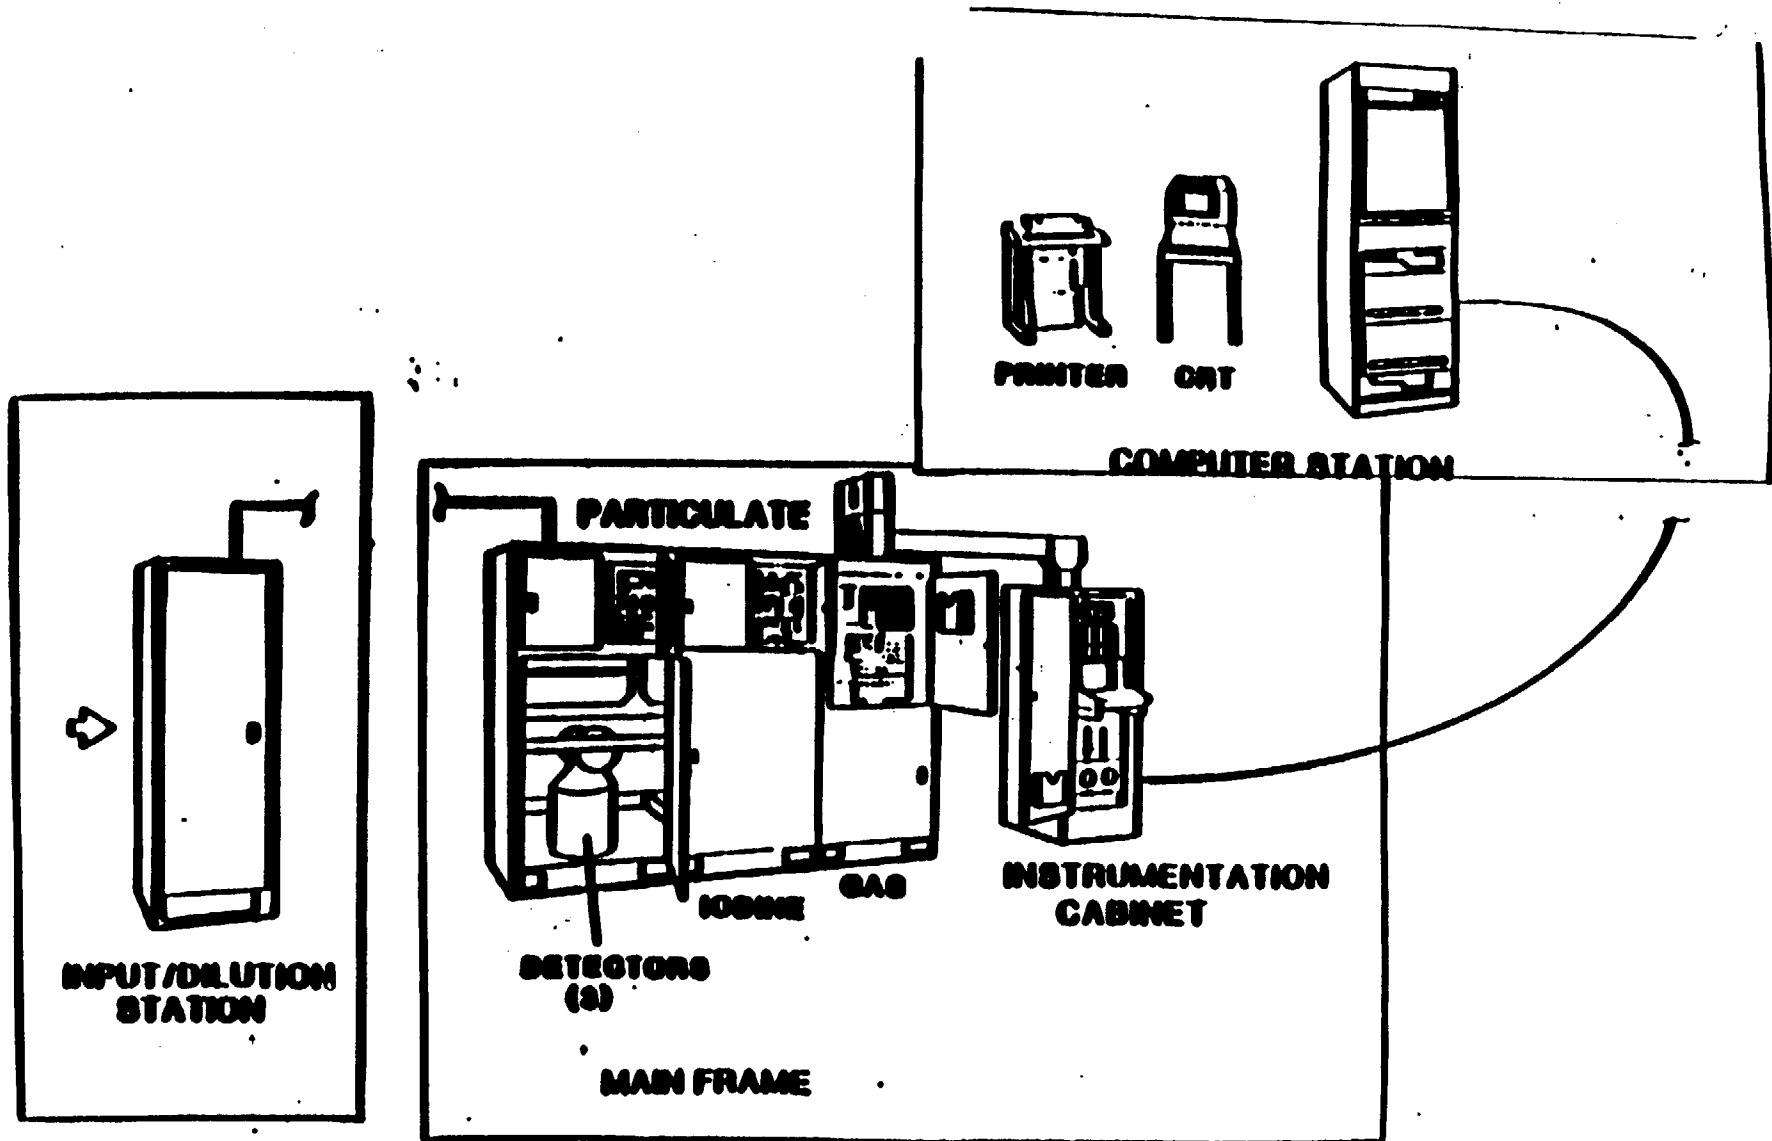 PRINTER
CRT
COMPUTER STATION
PARTICULATE
IODINE
GAS
INSTRUMENTATION
CABINET
DETECTORS
(3)
INPUT/DILUTION
STATION
MAIN FRAME